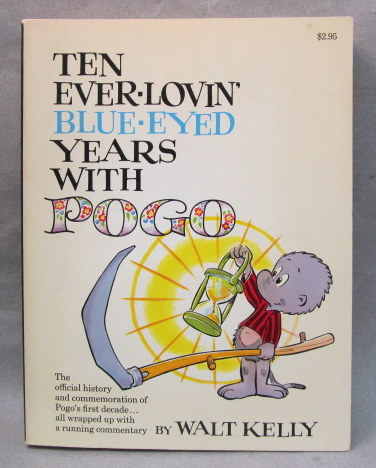 $2.95
TEN
EVER-LOVIN'
BLUE-EYED
YEARS
WITH
POGO
The
official history
and commemoration of
Pogo's first decade...
all wrapped up with
a running commentary
BY WALT KELLY